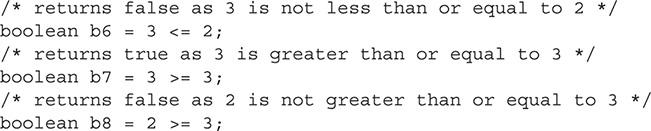 /* returns false as 3 is not less than or equal to 2 */
boolean b6 = 3 <= 2;
/* returns true as 3 is greater than or equal to 3 */
boolean b7 = 3 >= 3;
/* returns false as 2 is not greater than or equal to 3 */
boolean b8 = 2 >= 3;